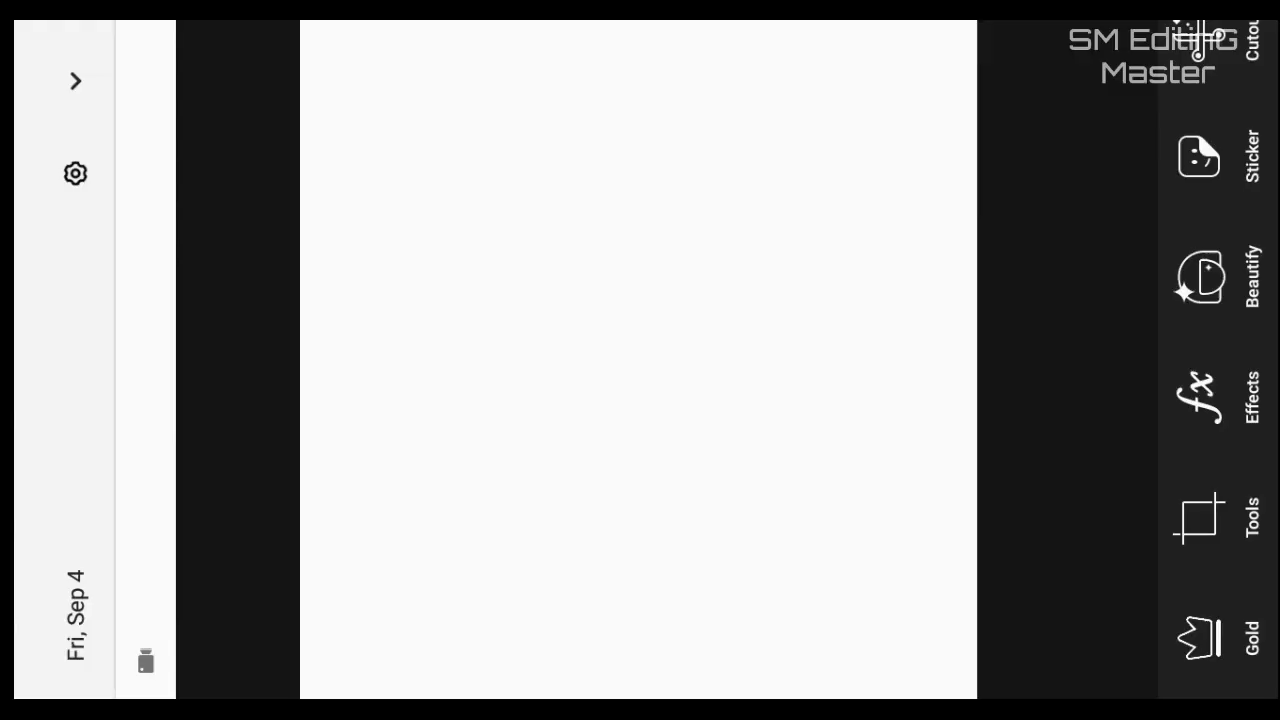 SM EditinG
Master
Fri, Sep 4
Gold
Tools
Effects
Beautify
Sticker